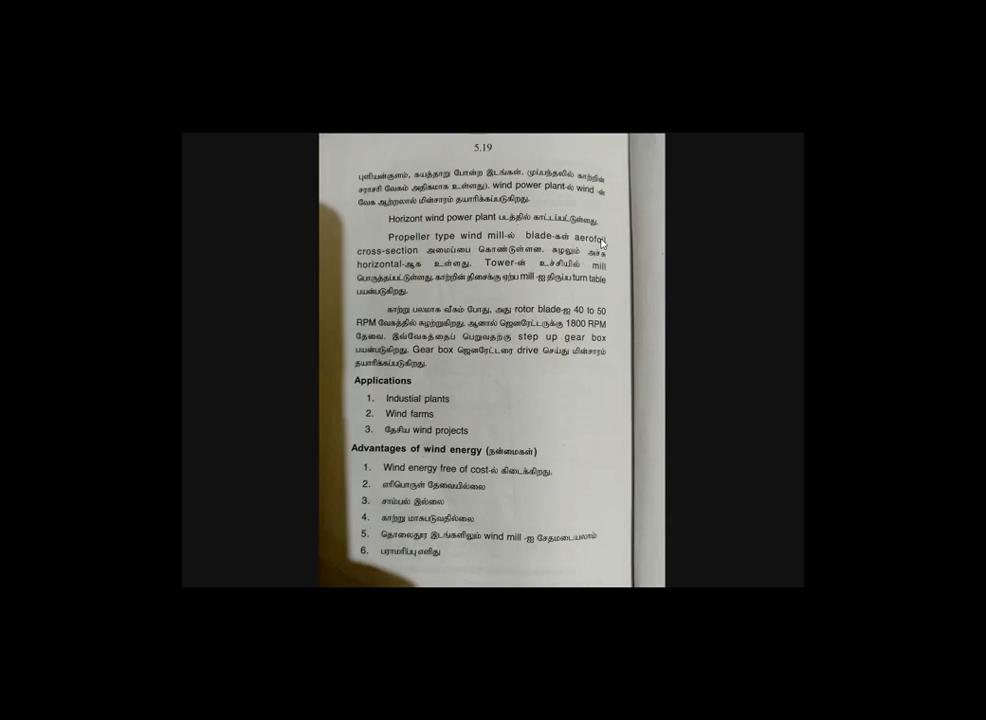 5.19
புளியன்குளம், கயத்தாறு போன்ற இடங்கள். முப்பந்தலில் காற்றின்
சராசரி வேகம் அதிகமாக உள்ளது). wind power plant-ல் wind -ன்
வேக ஆற்றலால் மின்சாரம் தயாரிக்கப்படுகிறது.
Horizont wind power plant படத்தில் காட்டப்பட்டுள்ளது.
Propeller type wind mill-ல் blade-கள் aerofoil
cross-section அமைப்பை கொண்டுள்ளன. சுழலும் அச்சு
horizontal-ஆக உள்ளது. Tower-ன் உச்சியில் mill
பொருத்தப்பட்டுள்ளது. காற்றின் திசைக்கு ஏற்ப mill -ஐ திருப்ப turn table
பயன்படுகிறது.
காற்று பலமாக வீசும் போது, அது rotor blade-ஐ 40 to 50
RPM வேகத்தில் சுழற்றுகிறது. ஆனால் ஜெனரேட்டருக்கு 1800 RPM
தேவை. இவ்வேகத்தைப் பெறுவதற்கு step up gear box
பயன்படுகிறது. Gear box ஜெனரேட்டரை drive செய்து மின்சாரம்
தயாரிக்கப்படுகிறது.
Applications
1. Industial plants
2. Wind farms
3. தேசிய wind projects
Advantages of wind energy (நன்மைகள்)
1. Wind energy free of cost-ல் கிடைக்கிறது.
2. எரிபொருள் தேவையில்லை
3. சாம்பல் இல்லை
4. காற்று மாசுபடுவதில்லை
5. தொலைதூர இடங்களிலும் wind mill -ஐ சேதமடையலாம்
6. பராமரிப்பு எளிது